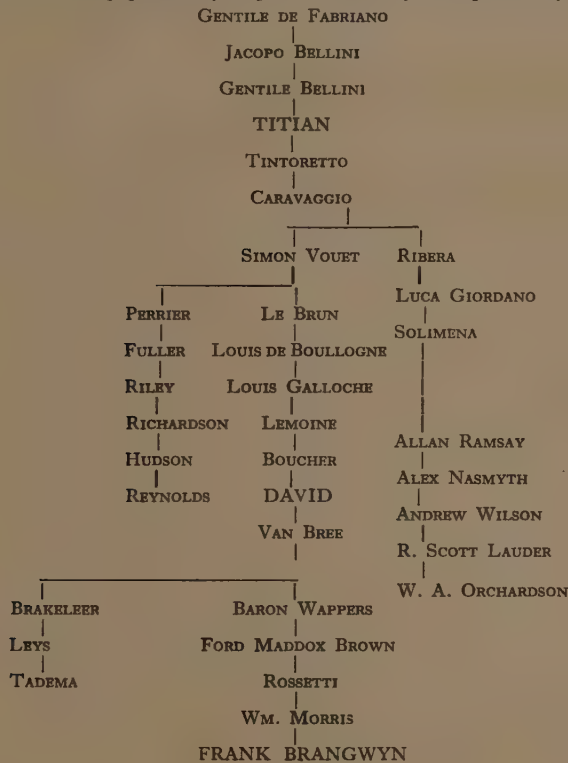 GENTILE DE FABRIANO
JACOPO BELLINI
GENTILE BELLINI
TITIAN
TINTORETTO
CARAVAGGIO
SIMON VOUET RIBERA
LUCA GIORDANO
PERRIER LE BRUN
SOLIMENA
FULLER LOUIS DE BOULLOGNE
RILEY LOUIS GALLOCHE
RICHARDSON LEMOINE
ALLAN RAMSAY
HUDSON BOUCHER
ALEX NASMYTH
REYNOLDS DAVID
ANDREW WILSON
VAN BREE
R. SCOTT LAUDER
W. A. ORCHARDSON
BRAKELEER BARON WAPPERS
LEYS FORD MADDOX BROWN
TADEMA ROSSETTI
WM. MORRIS
FRANK BRANGWYN